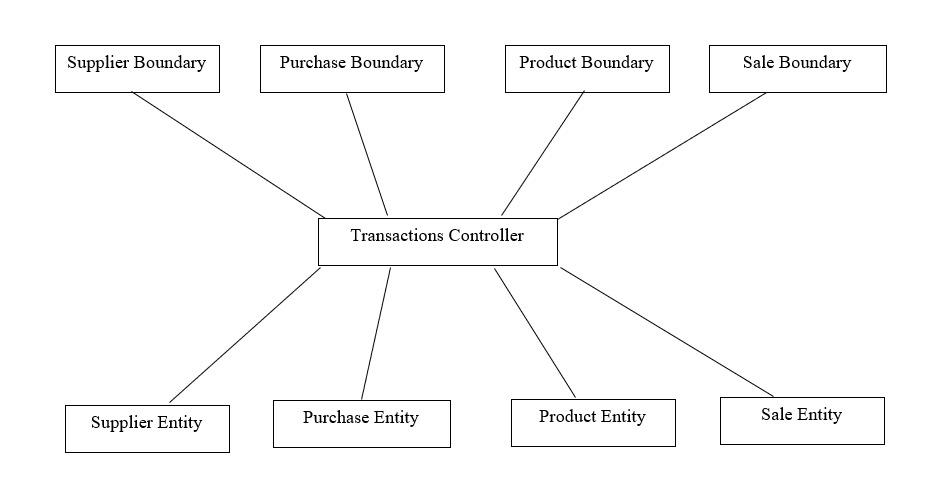 Supplier Boundary
Purchase Boundary
Product Boundary
Sale Boundary
Transactions Controller
Supplier Entity
Purchase Entity
Product Entity
Sale Entity